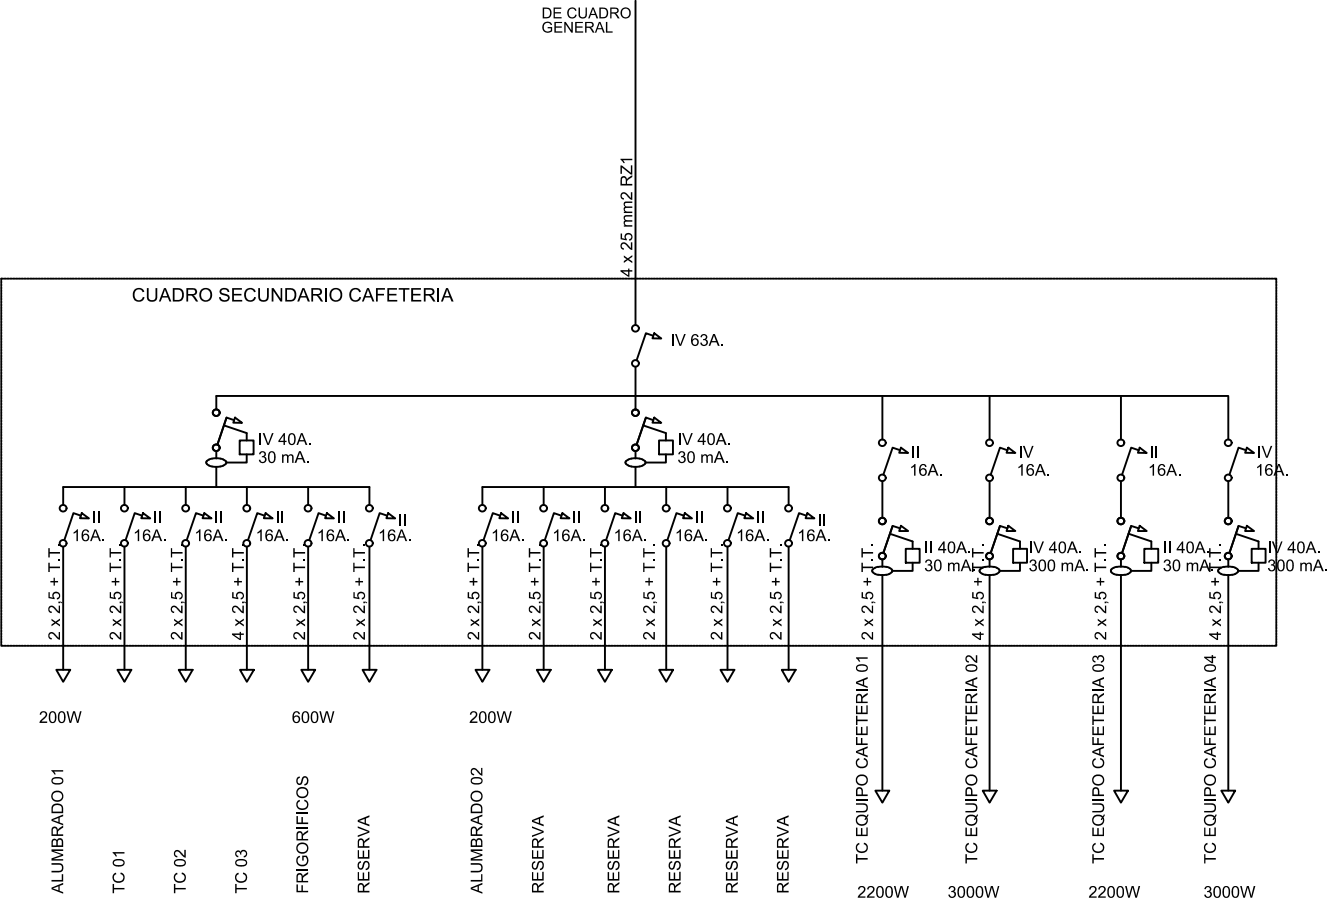 DE CUADRO
GENERAL
4 x 25 mm2 RZ1
CUADRO SECUNDARIO CAFETERIA
IV 63A.
IV 40A.
30 mA.
IV 40A.
30 mA.
II
16A.
IV
16A.
II
16A.
IV
16A.
II
16A.
II
16A.
II
16A.
II
16A.
II
16A.
II
16A.
II
16A.
II
16A.
II
16A.
II
16A.
II
16A.
II
16A.
II 40A.
30 mA.
IV 40A.
300 mA.
II 40A.
30 mA.
IV 40A.
300 mA.
2 x 2,5 + T.T.
2 x 2,5 + T.T.
2 x 2,5 + T.T.
4 x 2,5 + T.T.
2 x 2,5 + T.T.
2 x 2,5 + T.T.
2 x 2,5 + T.T.
2 x 2,5 + T.T.
2 x 2,5 + T.T.
2 x 2,5 + T.T.
2 x 2,5 + T.T.
2 x 2,5 + T.T.
2 x 2,5 + T.T.
4 x 2,5 + T.T.
2 x 2,5 + T.T.
4 x 2,5 + T.T.
200W
600W
200W
ALUMBRADO 01
TC 01
TC 02
TC 03
FRIGORIFICOS
RESERVA
ALUMBRADO 02
RESERVA
RESERVA
RESERVA
RESERVA
RESERVA
TC EQUIPO CAFETERIA 01
TC EQUIPO CAFETERIA 02
TC EQUIPO CAFETERIA 03
TC EQUIPO CAFETERIA 04
2200W
3000W
2200W
3000W